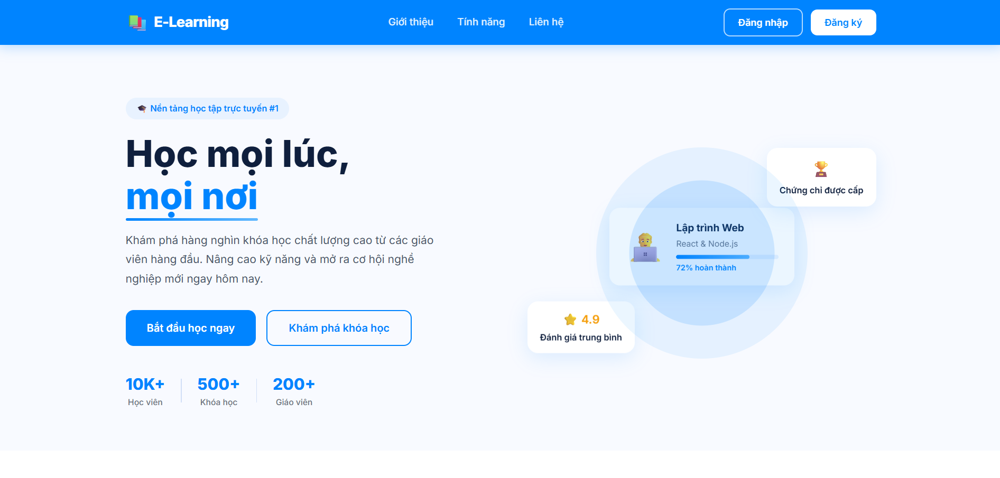 E-Learning
Giới thiệu
Tính năng
Liên hệ
Đăng nhập
Đăng ký
Nền tảng học tập trực tuyến #1
Học mọi lúc,
mọi nơi
Khám phá hàng nghìn khóa học chất lượng cao từ các giáo
viên hàng đầu. Nâng cao kỹ năng và mở ra cơ hội nghề
nghiệp mới ngay hôm nay.
Bắt đầu học ngay
Khám phá khóa học
10K+
Học viên
500+
Khóa học
200+
Giáo viên
Chứng chỉ được cấp
Lập trình Web
React & Node.js
72% hoàn thành
4.9
Đánh giá trung bình